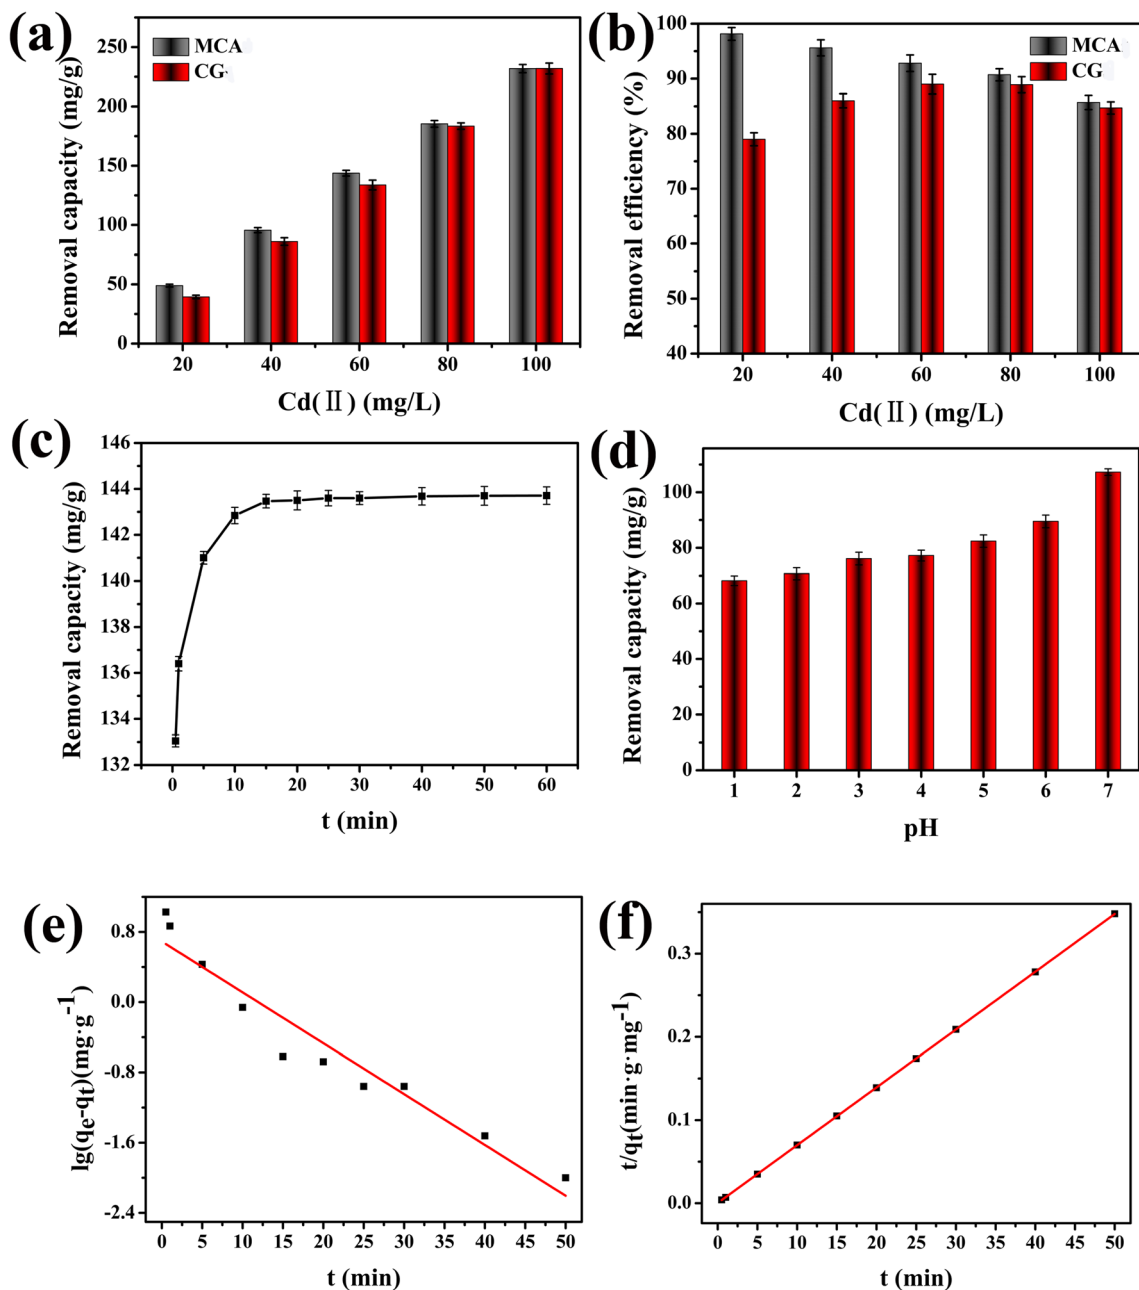 (a)
MCA
CG
Removal capacity (mg/g)
250
200
150
100
50
0
20 40 60 80 100
Cd(Ⅱ) (mg/L)
(b)
MCA
CG
Removal efficiency (%)
100
90
80
70
60
50
40
20 40 60 80 100
Cd(Ⅱ) (mg/L)
(c)
Removal capacity (mg/g)
146
144
142
140
138
136
134
132
0 10 20 30 40 50 60
t (min)
(d)
Removal capacity (mg/g)
100
80
60
40
20
0
1 2 3 4 5 6 7
pH
(e)
lg(qe-qt)(mg·g-1)
0.8
0.0
-0.8
-1.6
-2.4
0 5 10 15 20 25 30 35 40 45 50
t (min)
(f)
t/qt(min·g·mg-1)
0.3
0.2
0.1
0.0
0 5 10 15 20 25 30 35 40 45 50
t (min)